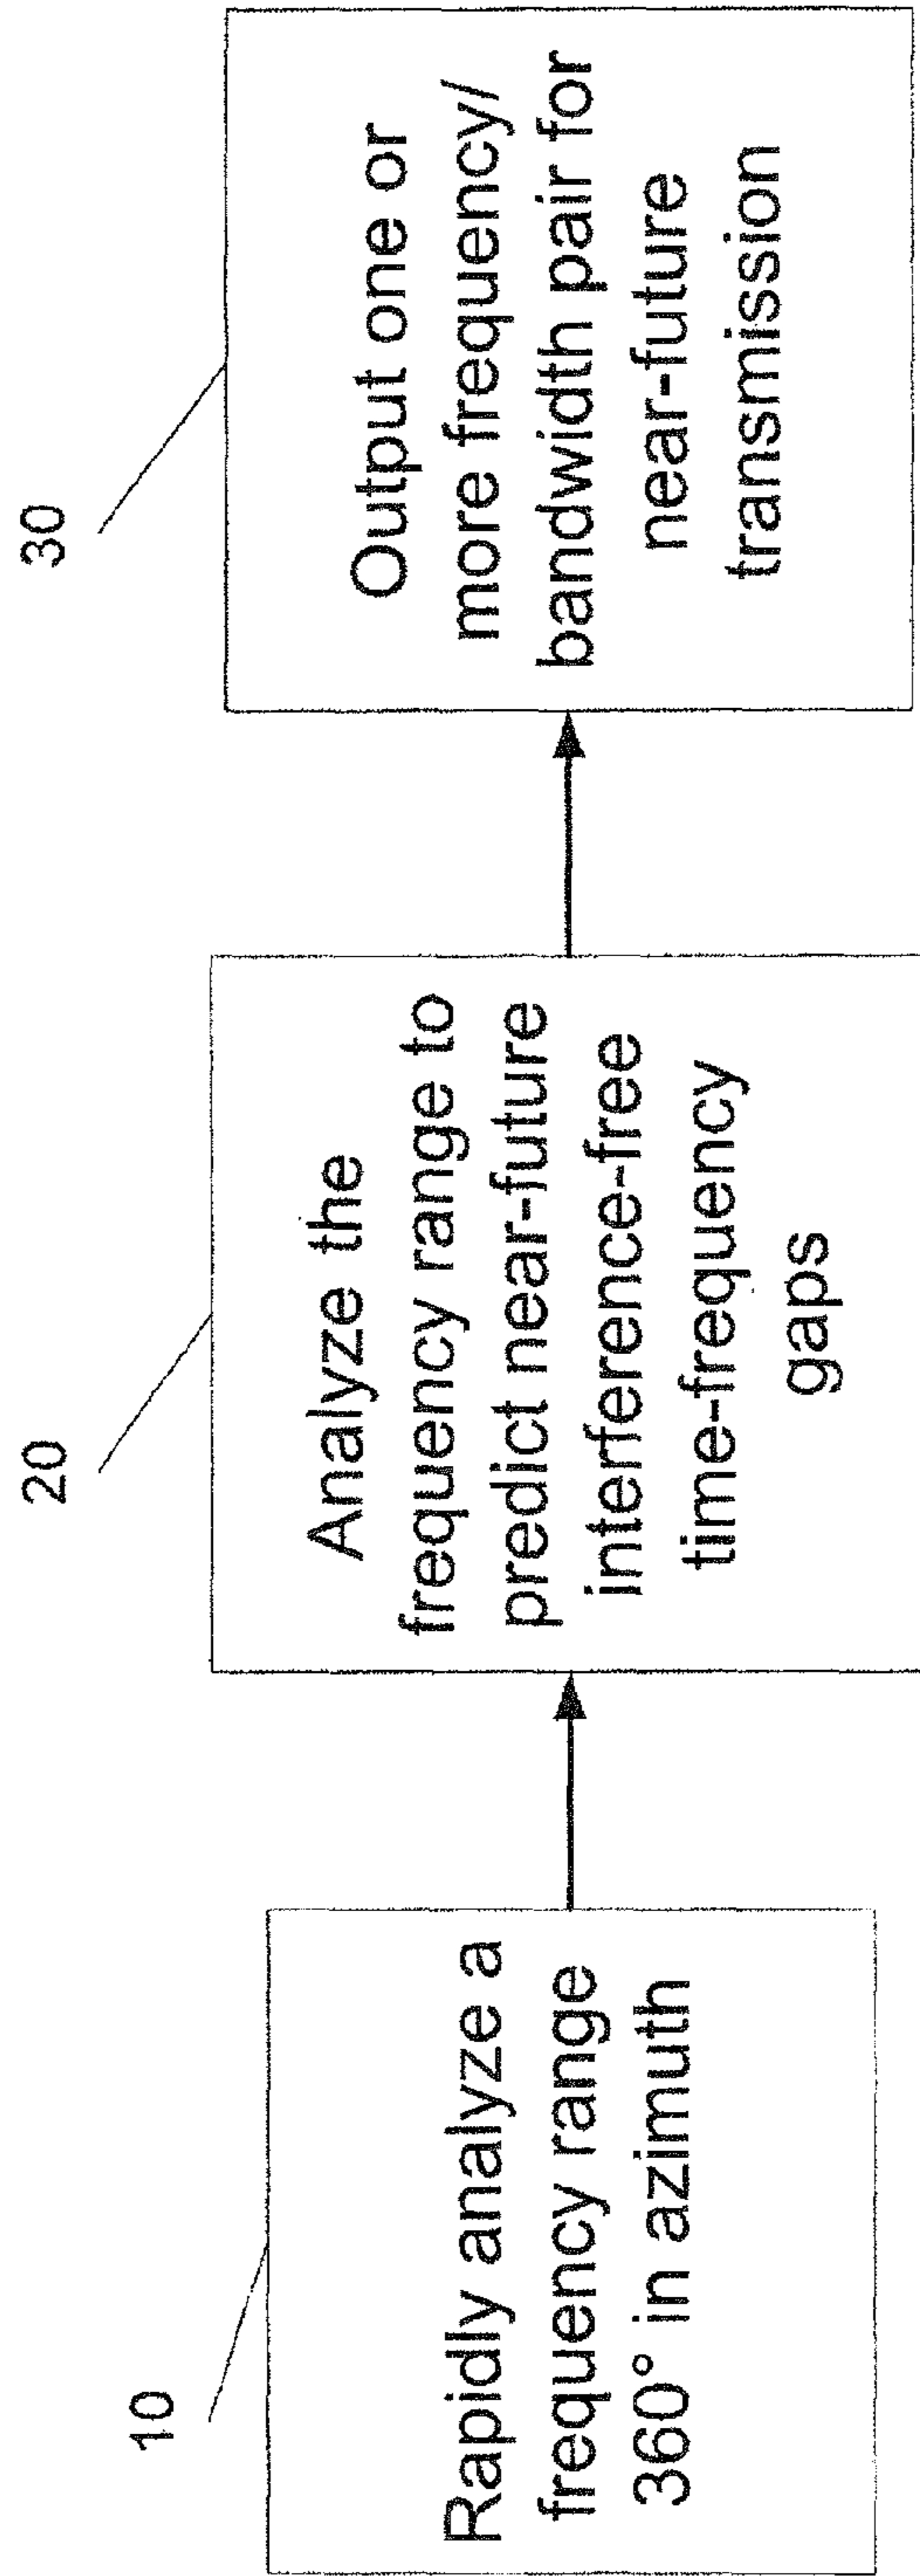 10
Rapidly analyze a
frequency range
360° in azimuth
20
Analyze the
frequency range to
predict near-future
interference-free
time-frequency
gaps
30
Output one or
more frequency/
bandwidth pair for
near-future
transmission